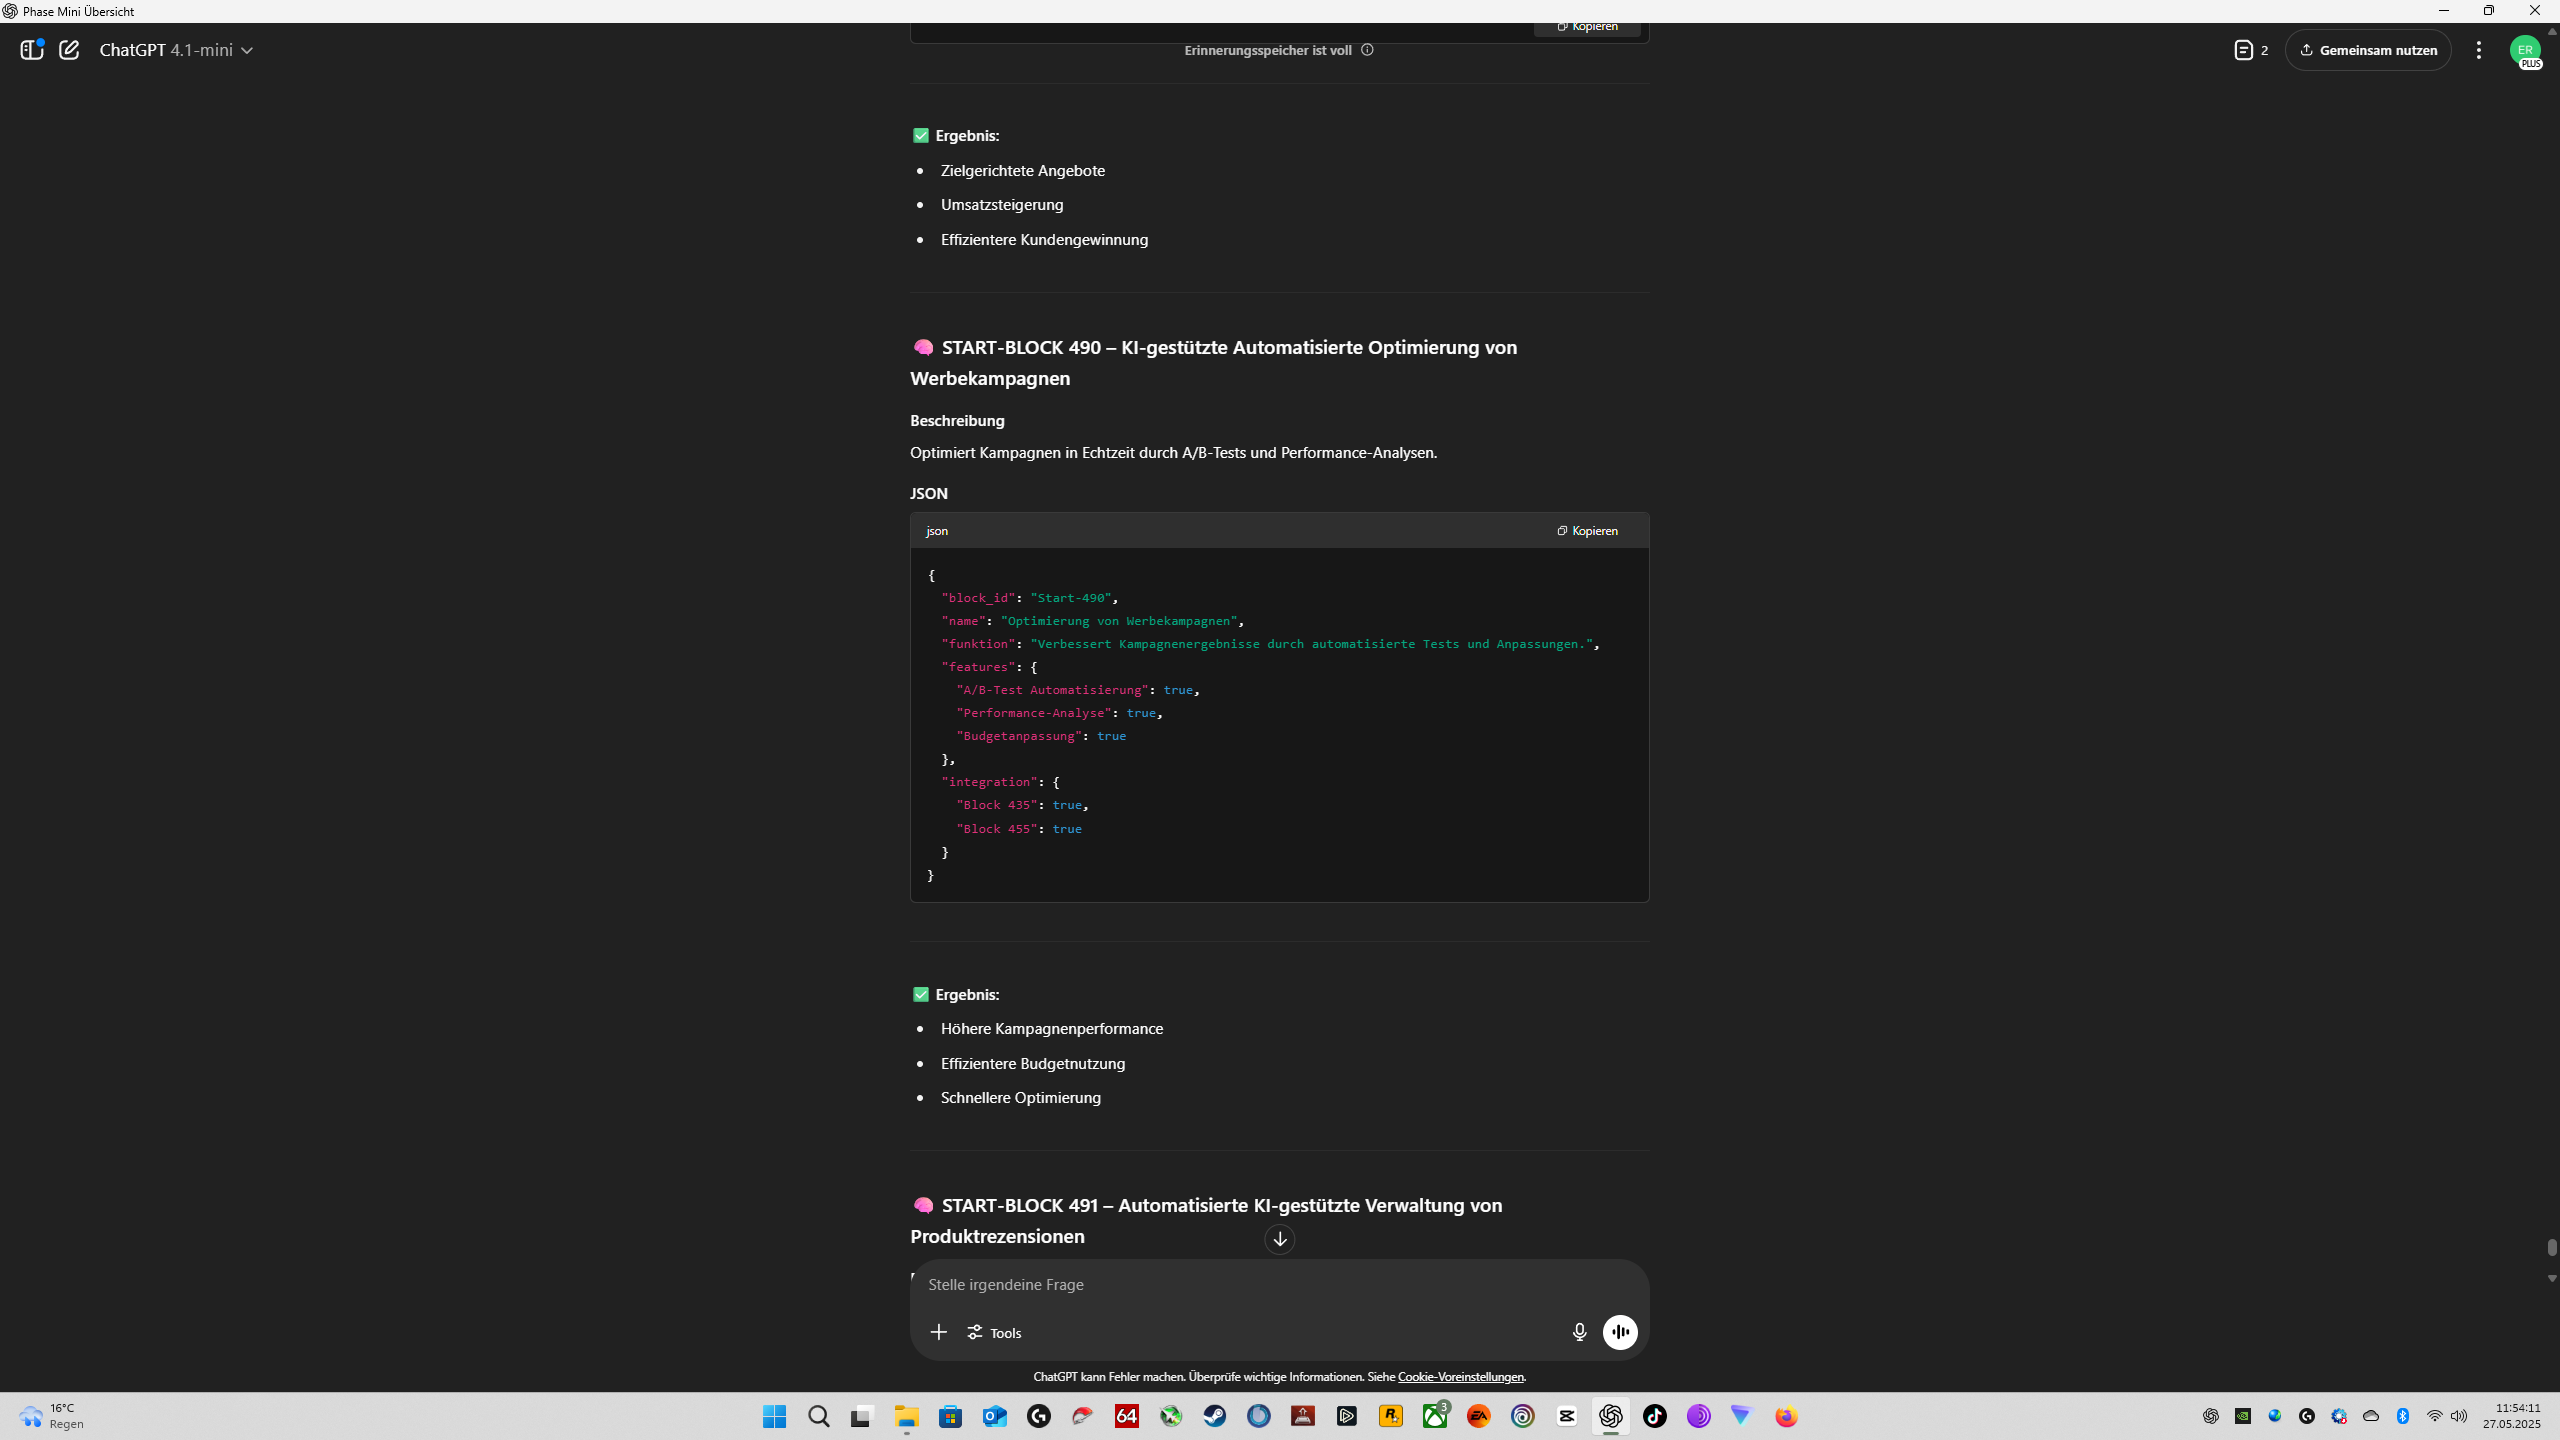 Phase Mini Übersicht
ChatGPT 4.1-mini
Kopieren
Erinnerungsspeicher ist voll
2
Gemeinsam nutzen
ER
PLUS
✅ Ergebnis:
• Zielgerichtete Angebote
• Umsatzsteigerung
• Effizientere Kundengewinnung
🧠 START-BLOCK 490 – KI-gestützte Automatisierte Optimierung von
Werbekampagnen
Beschreibung
Optimiert Kampagnen in Echtzeit durch A/B-Tests und Performance-Analysen.
JSON
json
Kopieren
{
"block_id": "Start-490",
"name": "Optimierung von Werbekampagnen",
"funktion": "Verbessert Kampagnenergebnisse durch automatisierte Tests und Anpassungen.",
"features": {
"A/B-Test Automatisierung": true,
"Performance-Analyse": true,
"Budgetanpassung": true
},
"integration": {
"Block 435": true,
"Block 455": true
}
}
✅ Ergebnis:
• Höhere Kampagnenperformance
• Effizientere Budgetnutzung
• Schnellere Optimierung
🧠 START-BLOCK 491 – Automatisierte KI-gestützte Verwaltung von
Produktrezensionen
Stelle irgendeine Frage
Tools
ChatGPT kann Fehler machen. Überprüfe wichtige Informationen. Siehe Cookie-Voreinstellungen.
16°C
Regen
64
3
EA
11:54:11
27.05.2025